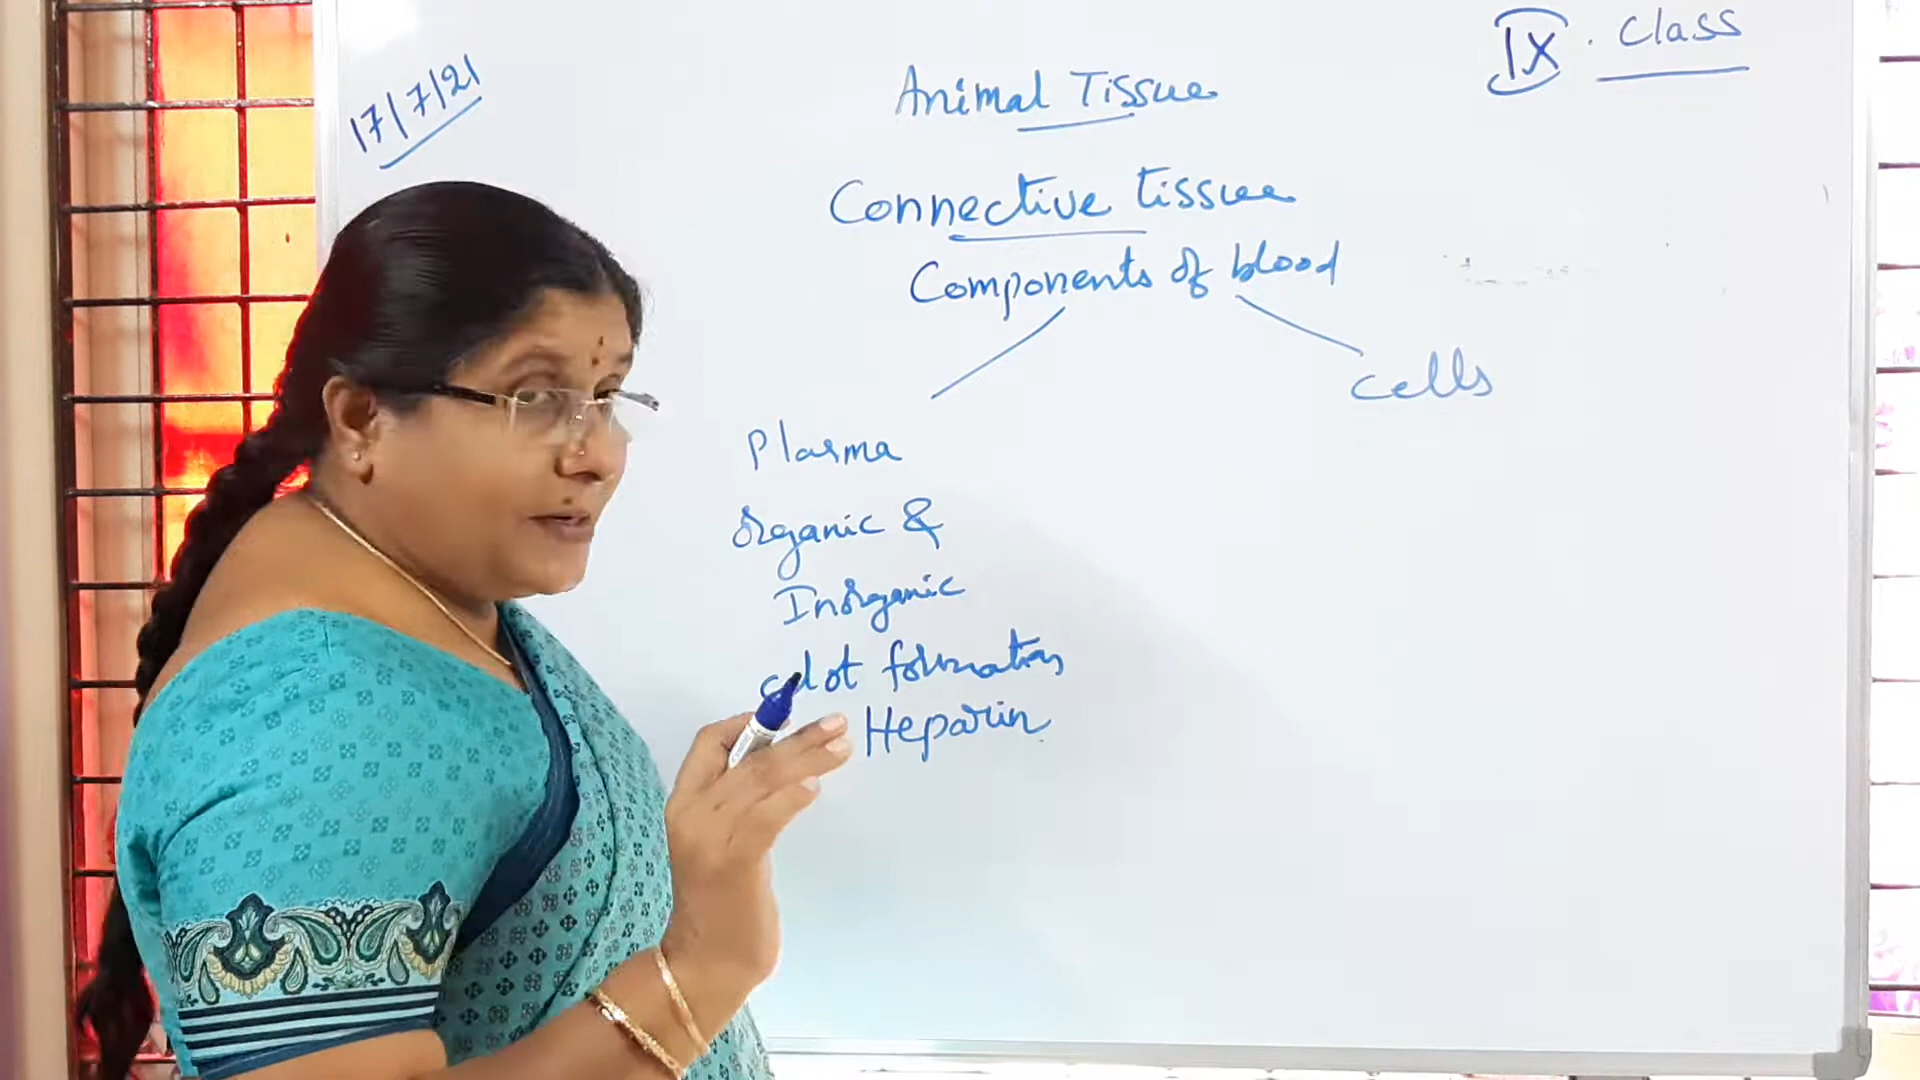 17/7/21
IX. Class
Animal Tissue
Connective tissue
Components of blood
cells
Plasma
Organic &
Inorganic
clot formation
Heparin